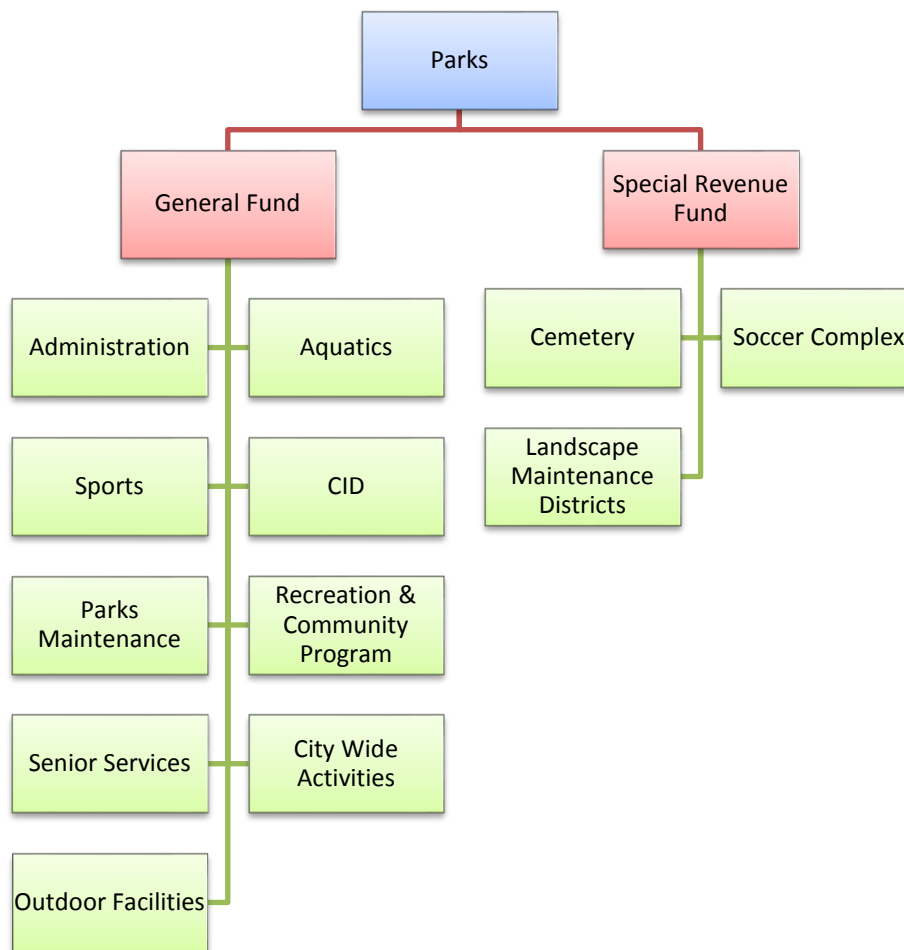 Parks
General Fund
Special Revenue
Fund
Administration
Aquatics
Cemetery
Soccer Complex
Sports
CID
Landscape
Maintenance
Districts
Parks
Maintenance
Recreation &
Community
Program
Senior Services
City Wide
Activities
Outdoor Facilities